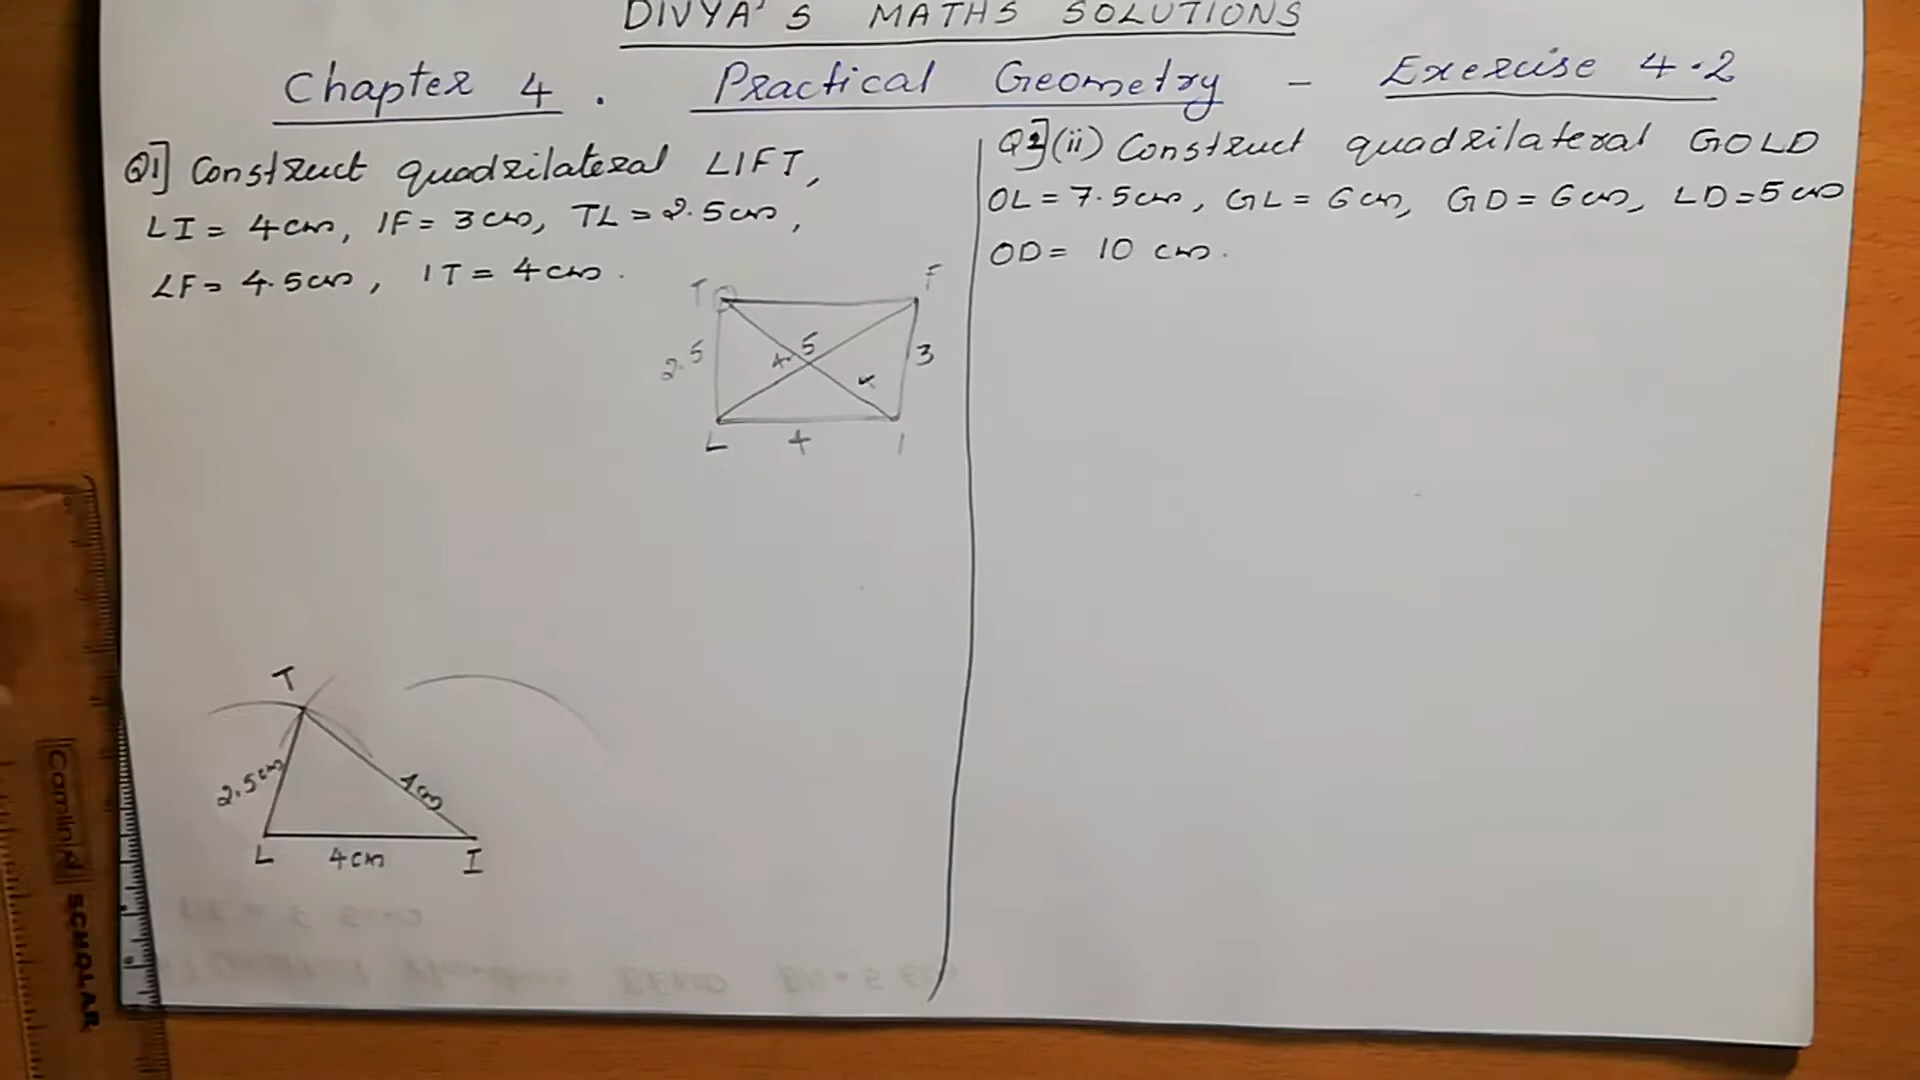 DIVYA'S MATHS SOLUTIONS
Chapter 4 . Practical Geometry - Exercise 4.2
Q1] Construct quadrilateral LIFT,
LI = 4cm, IF = 3cm, TL = 2.5cm,
LF = 4.5cm, IT = 4cm.
T F
2.5 4.5 4 3
L 4 I
T
2.5cm 4cm
L 4cm I
Q2](ii) Construct quadrilateral GOLD
OL = 7.5cm, GL = 6cm, GD = 6cm, LD = 5cm
OD = 10 cm.
Camlin
SCHOLAR